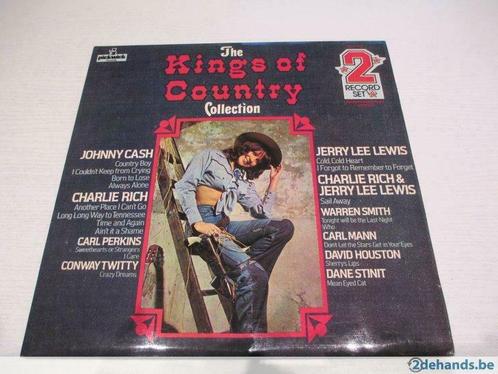 The
Kings of
Country
Collection
2
RECORD
SET
JOHNNY CASH
Country Boy
I Couldn't Keep from Crying
Born to Lose
Always Alone
CHARLIE RICH
Another Place I Can't Go
Long Long Way to Tennessee
Time and Again
Ain't it a Shame
CARL PERKINS
Sweethearts or Strangers
I Care
CONWAY TWITTY
Crazy Dreams
JERRY LEE LEWIS
Cold, Cold Heart
I Forgot to Remember to Forget
CHARLIE RICH &
JERRY LEE LEWIS
Sail Away
WARREN SMITH
Tonight will be the Last Night
Who
CARL MANN
Don't Let the Stars Get in Your Eyes
DAVID HOUSTON
Sherry's Lips
DANE STINIT
Mean Eyed Cat
2dehands.be